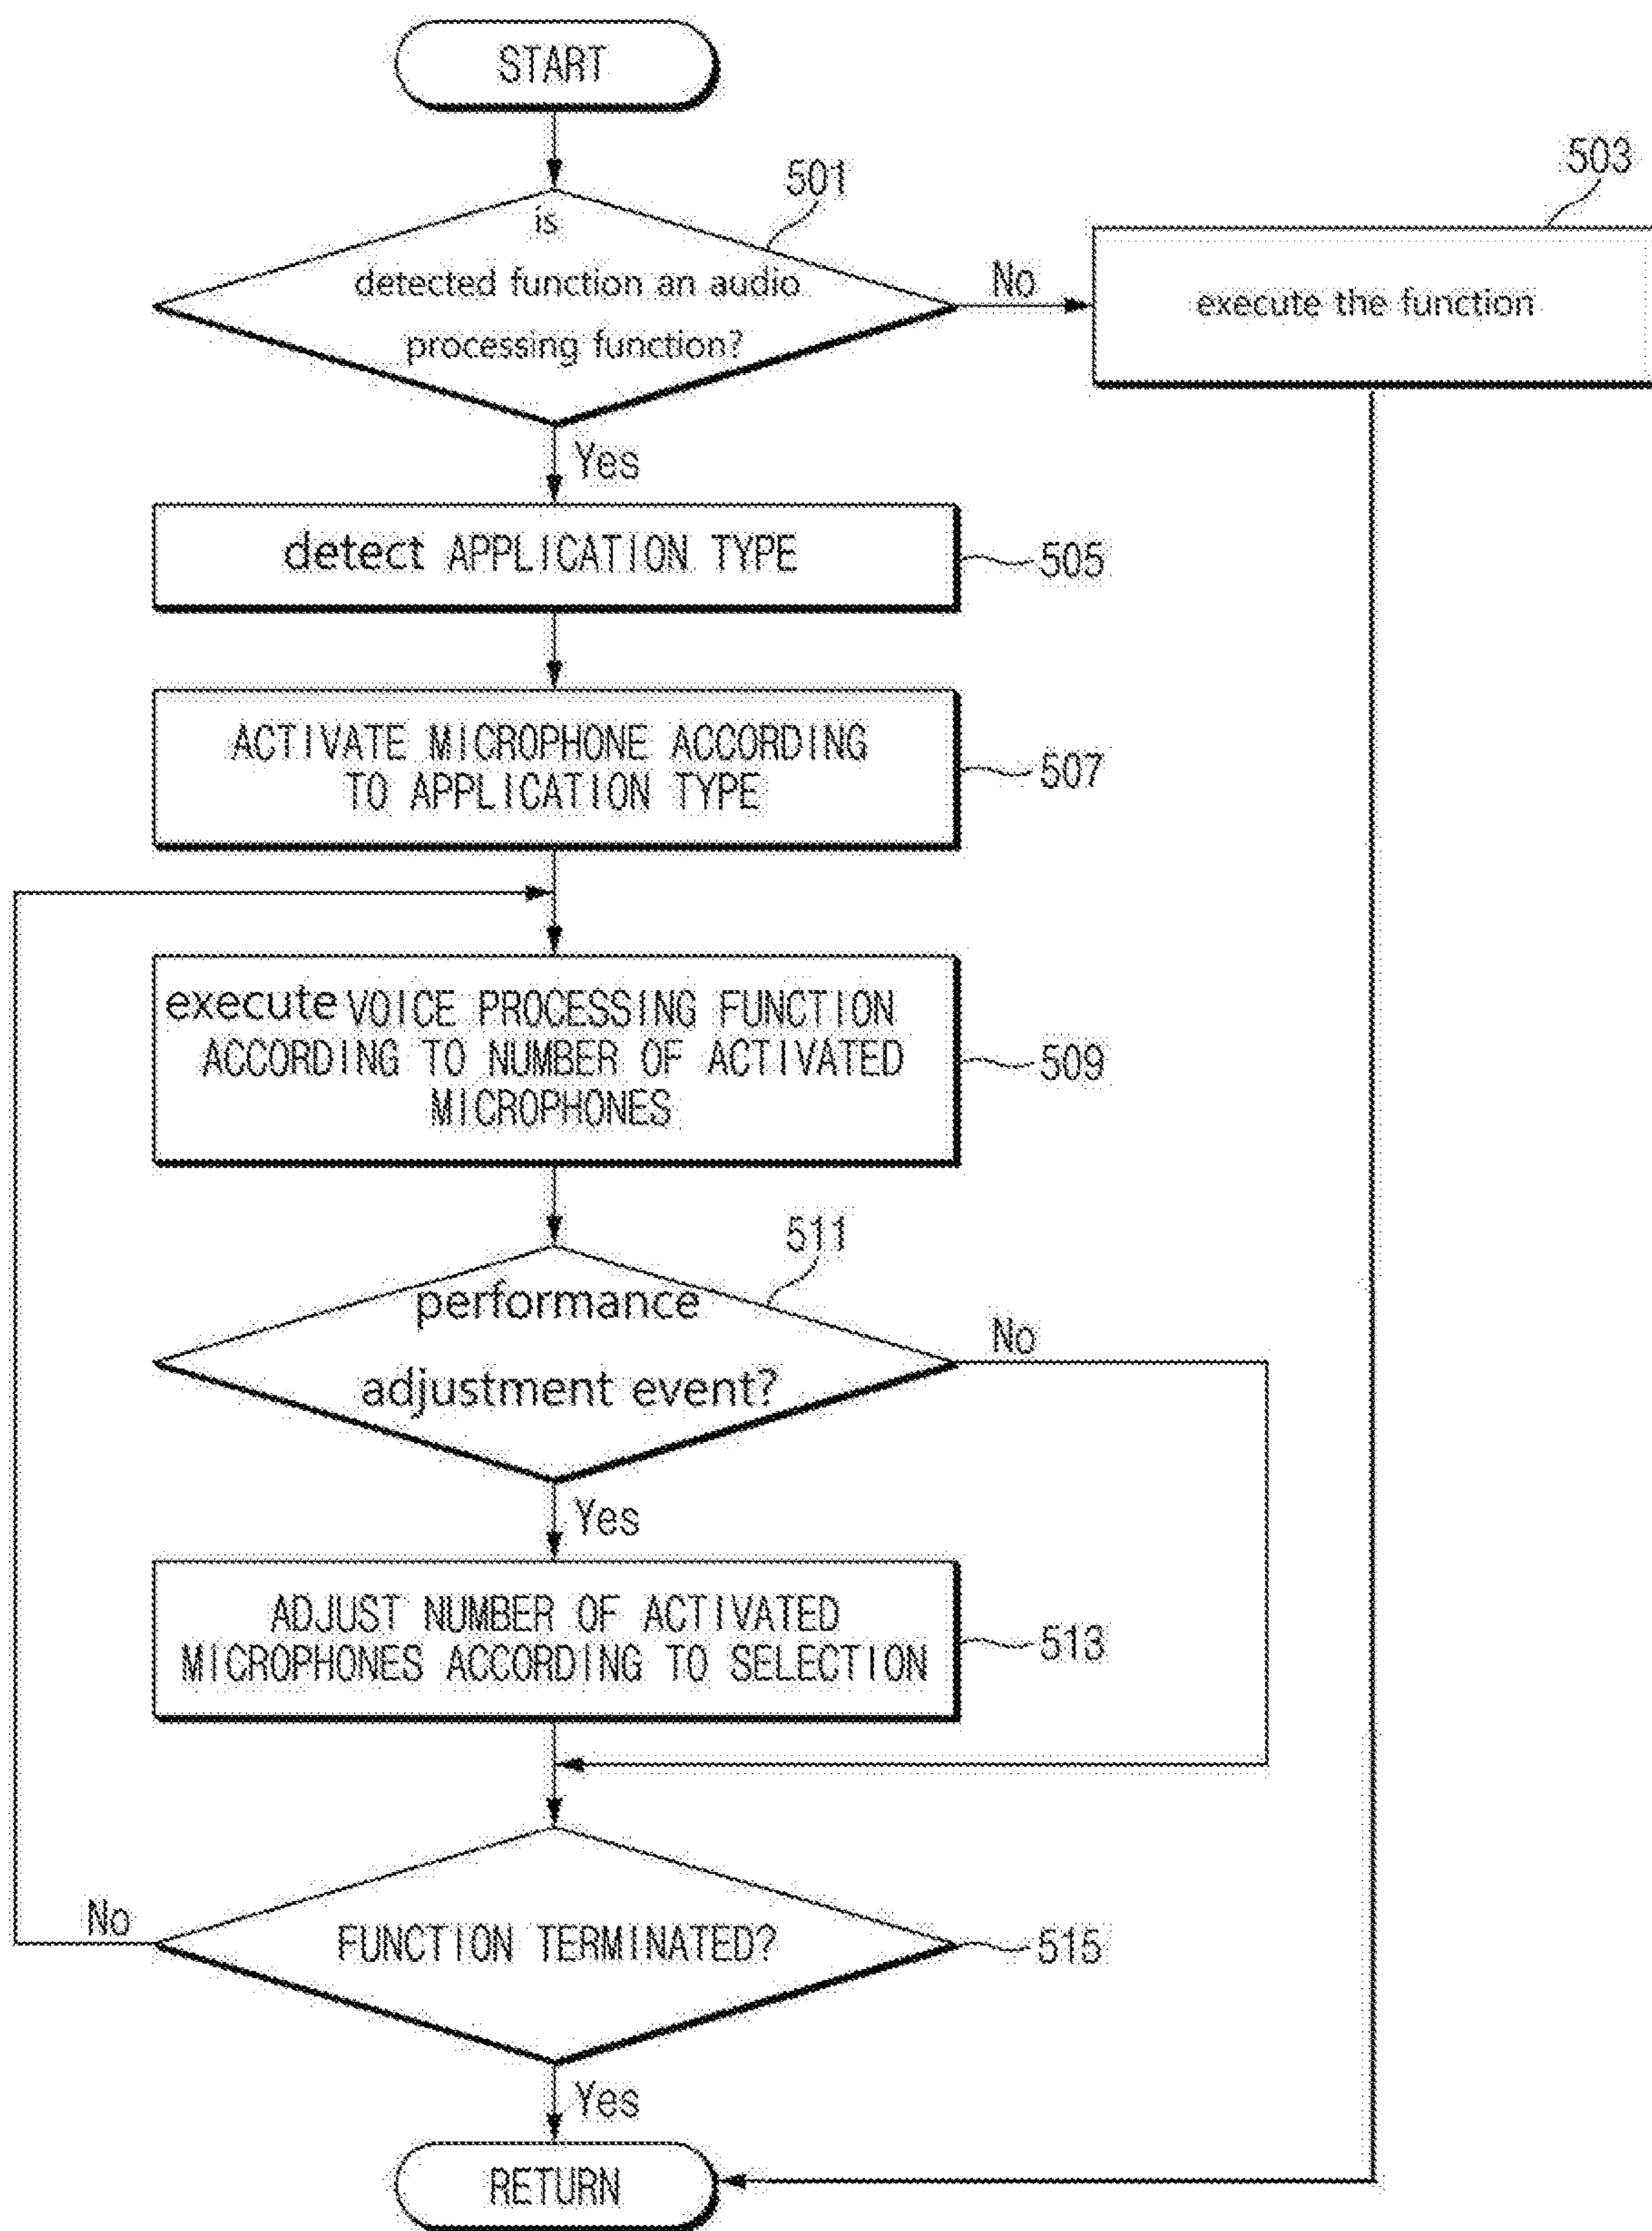 START
501
503
is
detected function an audio
processing function?
No
execute the function
Yes
detect APPLICATION TYPE
505
ACTIVATE MICROPHONE ACCORDING
TO APPLICATION TYPE
507
execute VOICE PROCESSING FUNCTION
ACCORDING TO NUMBER OF ACTIVATED
MICROPHONES
509
511
performance
adjustment event?
No
Yes
ADJUST NUMBER OF ACTIVATED
MICROPHONES ACCORDING TO SELECTION
513
No
FUNCTION TERMINATED?
515
Yes
RETURN